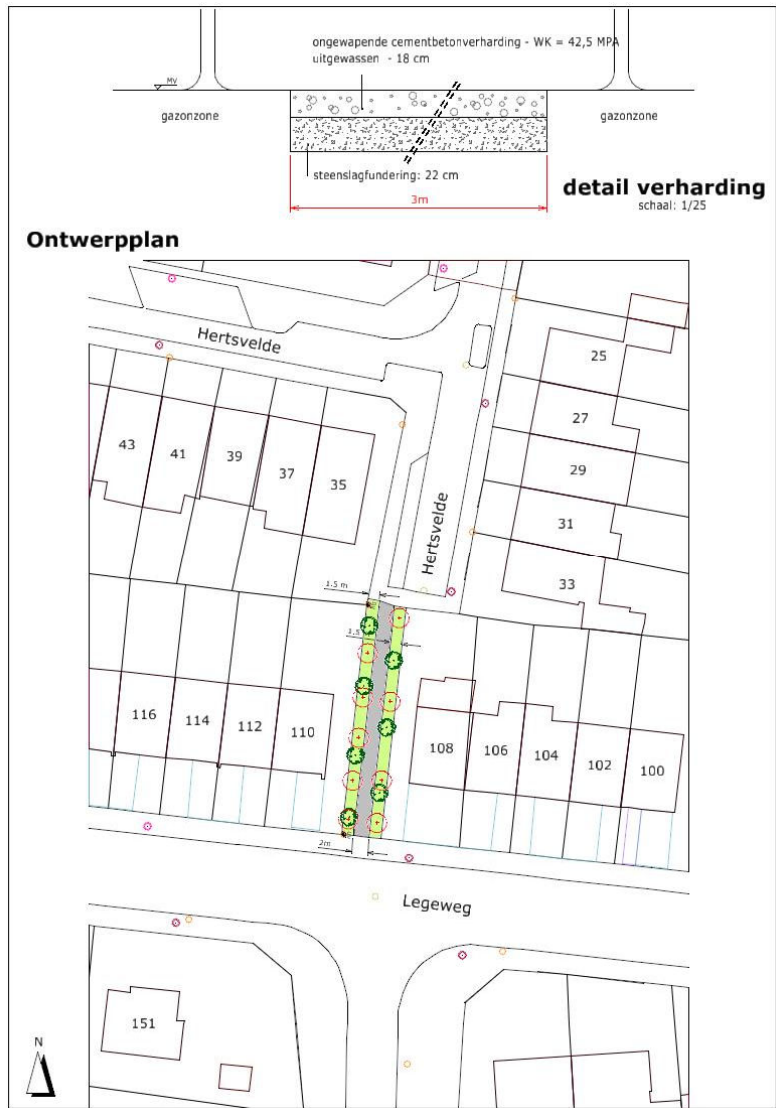 ongewapende cementbetonverharding - WK = 42,5 MPA
uitgewassen - 18 cm
MV
gazonzone
gazonzone
steenslagfundering: 22 cm
3m
detail verharding
schaal: 1/25
Ontwerpplan
Hertsvelde
25
27
29
31
33
43
41
39
37
35
Hertsvelde
1.5 m
1,5
116
114
112
110
108
106
104
102
100
2m
Legeweg
151
N